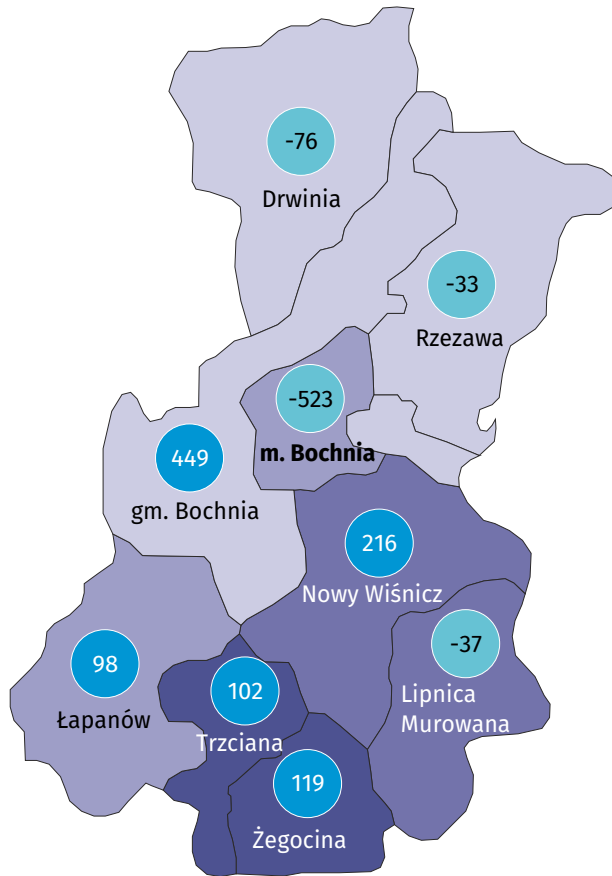 -76
Drwinia
-33
Rzezawa
-523
m. Bochnia
449
gm. Bochnia
216
Nowy Wiśnicz
-37
Lipnica
Murowana
98
Łapanów
102
Trzciana
119
Żegocina